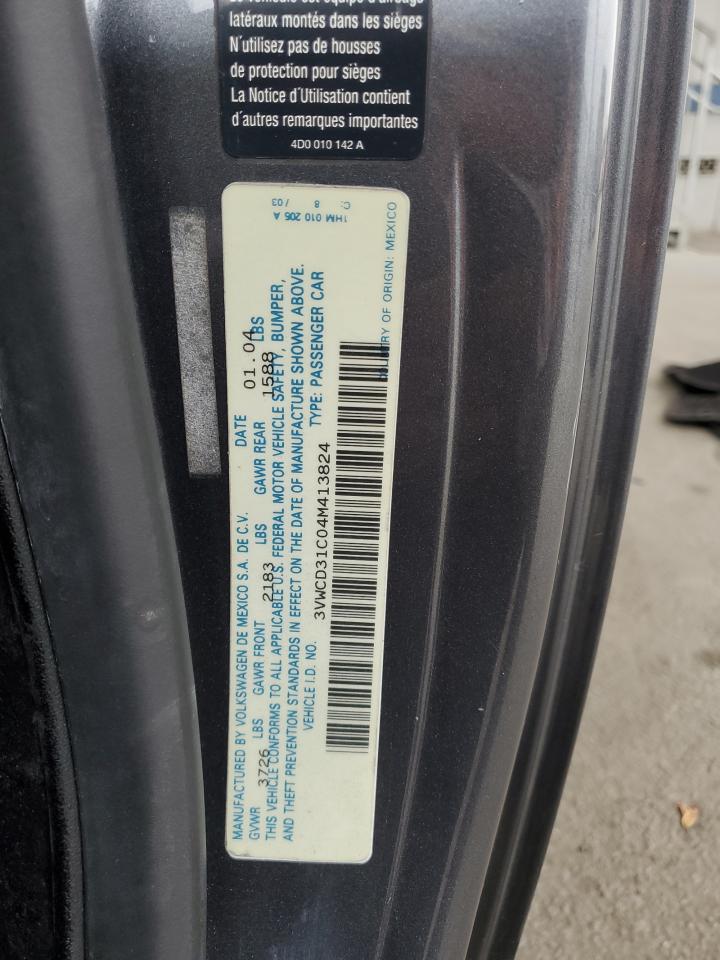 latéraux montés dans les sièges
N´utilisez pas de housses
de protection pour sièges
La Notice d´Utilisation contient
d´autres remarques importantes
4D0 010 142 A
MANUFACTURED BY VOLKSWAGEN DE MEXICO S.A. DE C.V. DATE 01.04
GVWR 3726 LBS GAWR FRONT 2183 LBS GAWR REAR 1588 LBS
THIS VEHICLE CONFORMS TO ALL APPLICABLE U.S. FEDERAL MOTOR VEHICLE SAFETY, BUMPER,
AND THEFT PREVENTION STANDARDS IN EFFECT ON THE DATE OF MANUFACTURE SHOWN ABOVE.
VEHICLE I.D. NO. 3VWCD31C04M413824 TYPE: PASSENGER CAR
COUNTRY OF ORIGIN: MEXICO
1HM 010 205 A C: 8 /03